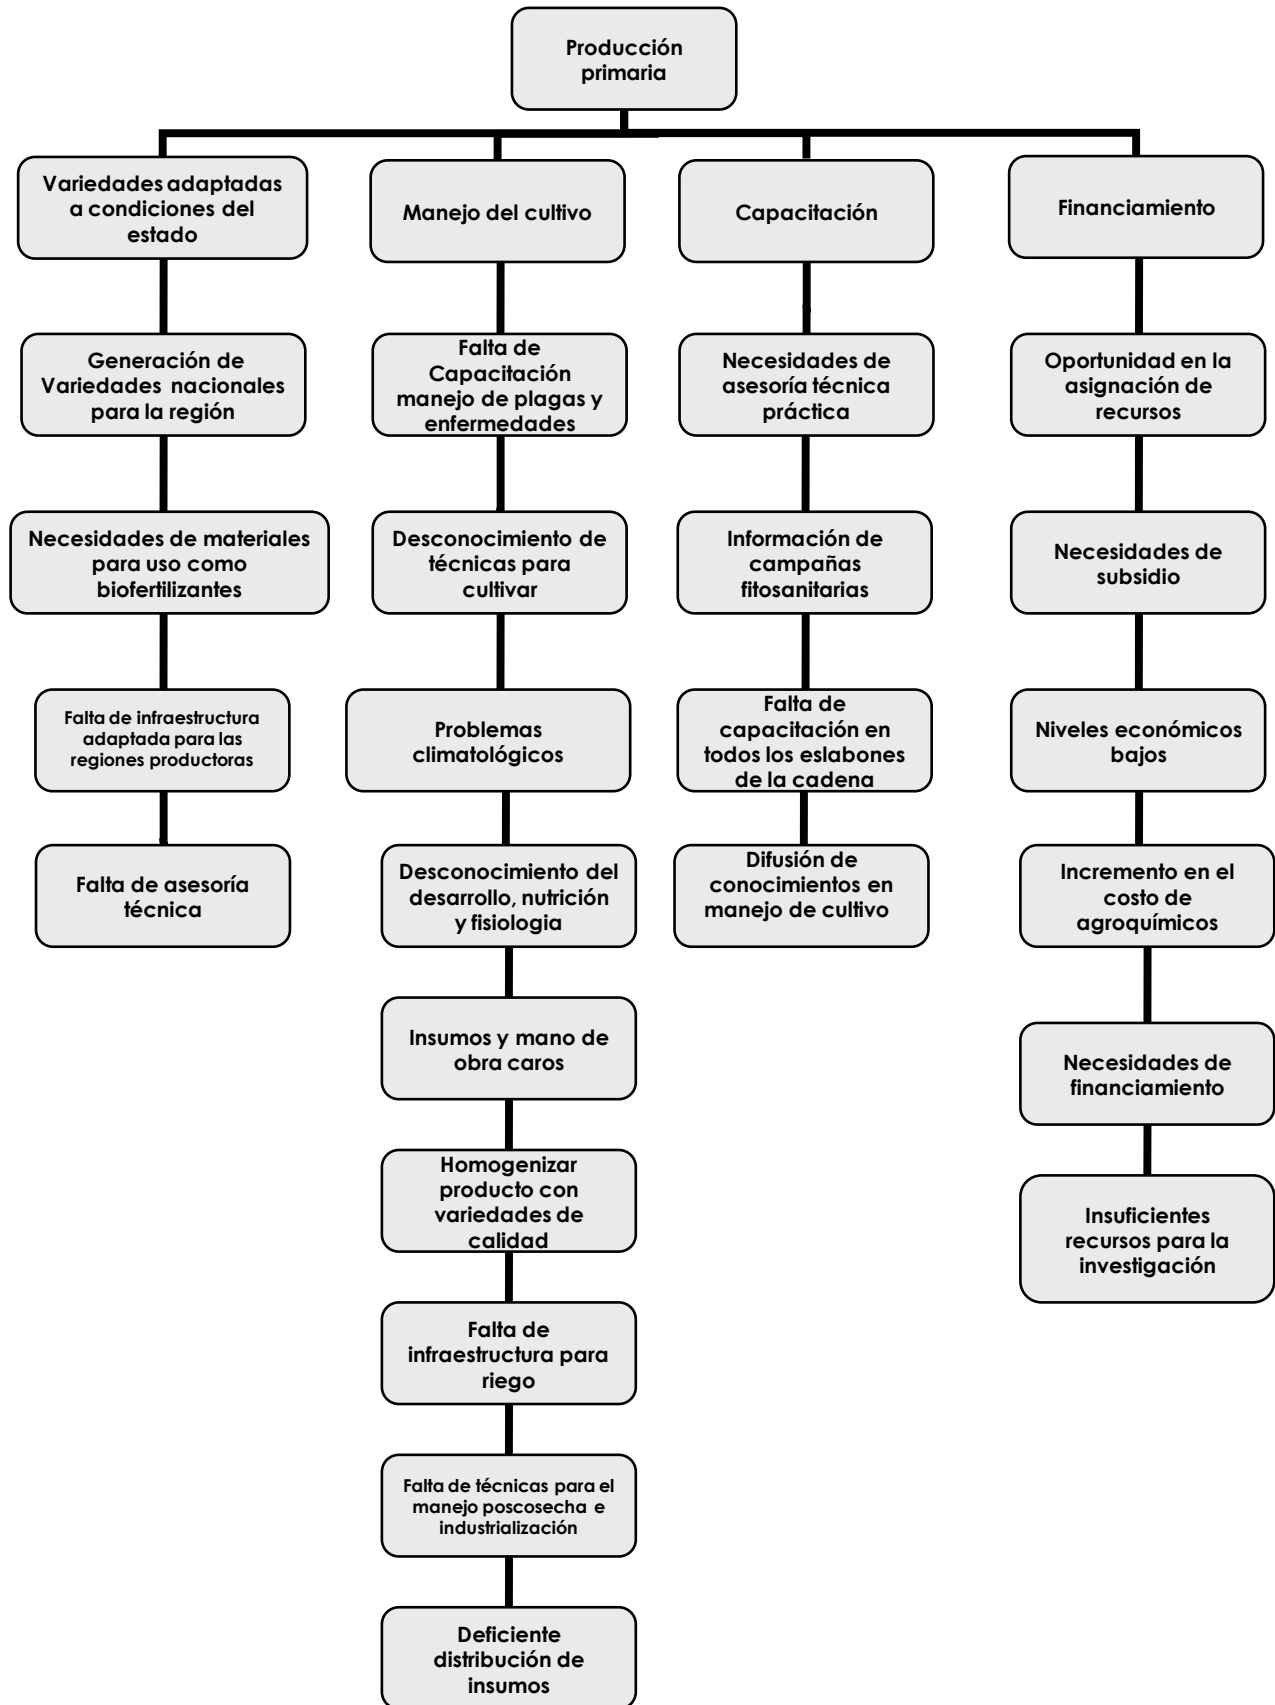 Producción
primaria
Variedades adaptadas
a condiciones del
estado
Manejo del cultivo
Capacitación
Financiamiento
Generación de
Variedades nacionales
para la región
Falta de
Capacitación
manejo de plagas y
enfermedades
Necesidades de
asesoría técnica
práctica
Oportunidad en la
asignación de
recursos
Necesidades de materiales
para uso como
biofertilizantes
Desconocimiento de
técnicas para
cultivar
Información de
campañas
fitosanitarias
Necesidades de
subsidio
Falta de infraestructura
adaptada para las
regiones productoras
Problemas
climatológicos
Falta de
capacitación en
todos los eslabones
de la cadena
Niveles económicos
bajos
Falta de asesoría
técnica
Desconocimiento del
desarrollo, nutrición
y fisiologia
Difusión de
conocimientos en
manejo de cultivo
Incremento en el
costo de
agroquímicos
Insumos y mano de
obra caros
Necesidades de
financiamiento
Homogenizar
producto con
variedades de
calidad
Insuficientes
recursos para la
investigación
Falta de
infraestructura para
riego
Falta de técnicas para el
manejo poscosecha e
industrialización
Deficiente
distribución de
insumos